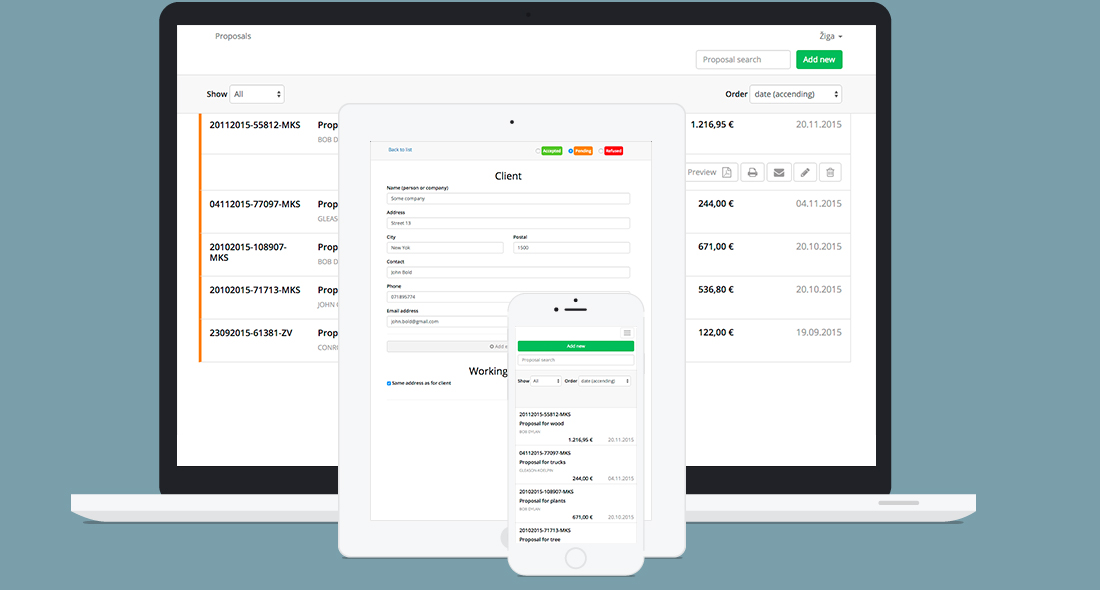 Proposals
Žiga
Proposal search
Add new
Show
All
Order
date (accending)
20112015-55812-MKS
Prop
BOB D
1.216,95 €
20.11.2015
Preview
04112015-77097-MKS
Prop
GLEAS
244,00 €
04.11.2015
20102015-108907-
MKS
Prop
BOB D
671,00 €
20.10.2015
20102015-71713-MKS
Prop
JOHN
536,80 €
20.10.2015
23092015-61381-ZV
Prop
CONR
122,00 €
19.09.2015
Back to list
Accepted
Pending
Refused
Client
Name (person or company)
Some company
Address
Street 13
City
Postal
New Yok
1500
Contact
John Bold
Phone
071895774
Email address
john.bold@gmail.com
Add
Working
Same address as for client
Add new
Proposal search
Show
All
Order
date (accending)
20112015-55812-MKS
Proposal for wood
BOB DYLAN
1.216,95 €
20.11.2015
04112015-77097-MKS
Proposal for trucks
244,00 €
04.11.2015
20102015-108907-MKS
Proposal for plants
BOB DYLAN
671,00 €
20.10.2015
20102015-71713-MKS
Proposal for tree